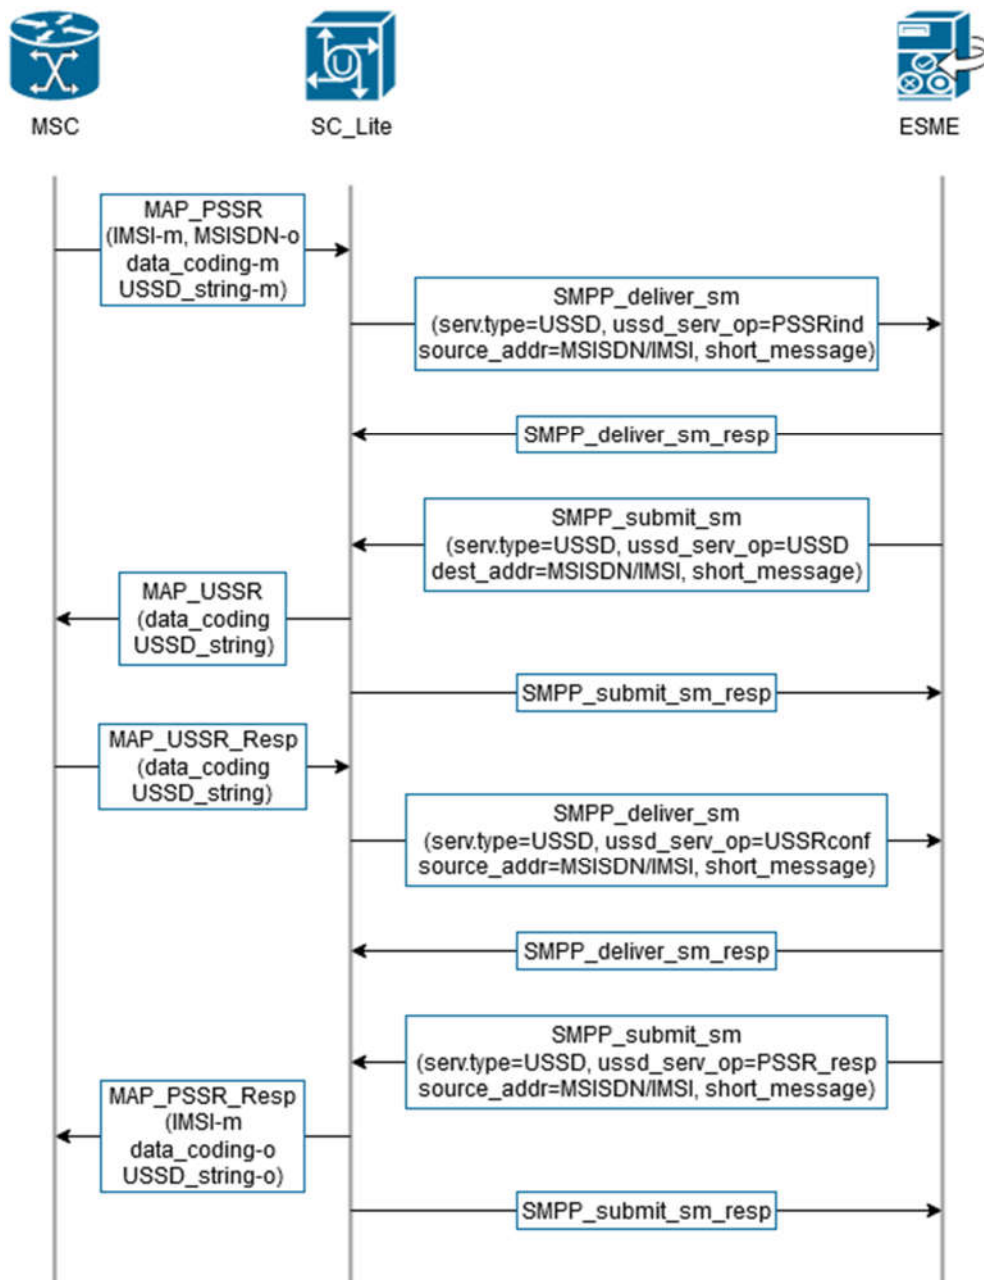 MSC
SC_Lite
ESME
MAP_PSSR
(IMSI-m, MSISDN-o
data_coding-m
USSD_string-m)
SMPP_deliver_sm
(serv.type=USSD, ussd_serv_op=PSSRind
source_addr=MSISDN/IMSI, short_message)
SMPP_deliver_sm_resp
SMPP_submit_sm
(serv.type=USSD, ussd_serv_op=USSD
dest_addr=MSISDN/IMSI, short_message)
MAP_USSR
(data_coding
USSD_string)
SMPP_submit_sm_resp
MAP_USSR_Resp
(data_coding
USSD_string)
SMPP_deliver_sm
(serv.type=USSD, ussd_serv_op=USSRconf
source_addr=MSISDN/IMSI, short_message)
SMPP_deliver_sm_resp
SMPP_submit_sm
(serv.type=USSD, ussd_serv_op=PSSR_resp
source_addr=MSISDN/IMSI, short_message)
MAP_PSSR_Resp
(IMSI-m
data_coding-o
USSD_string-o)
SMPP_submit_sm_resp